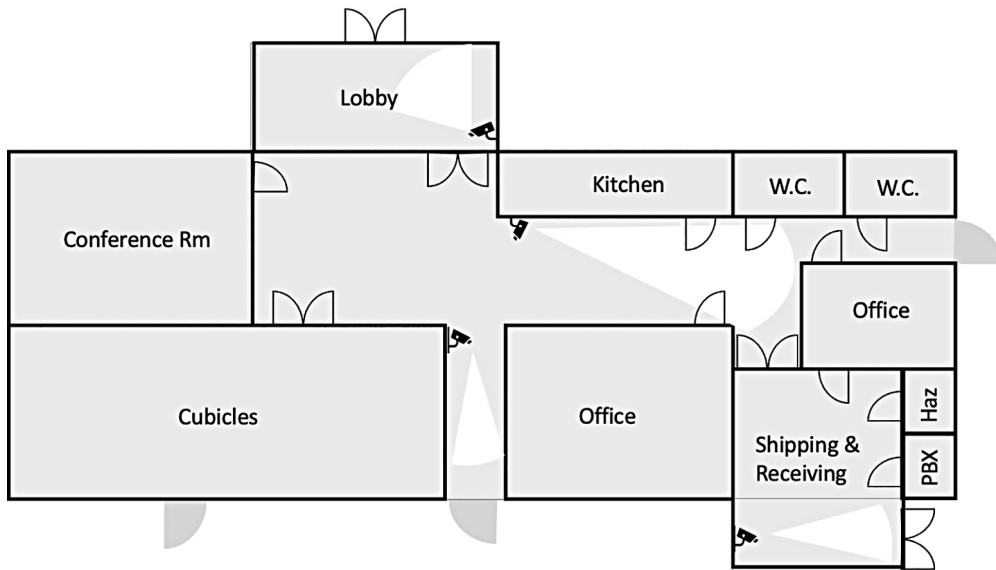 Lobby
Kitchen
W.C.
W.C.
Conference Rm
Office
Cubicles
Office
Shipping &
Receiving
Haz
PBX